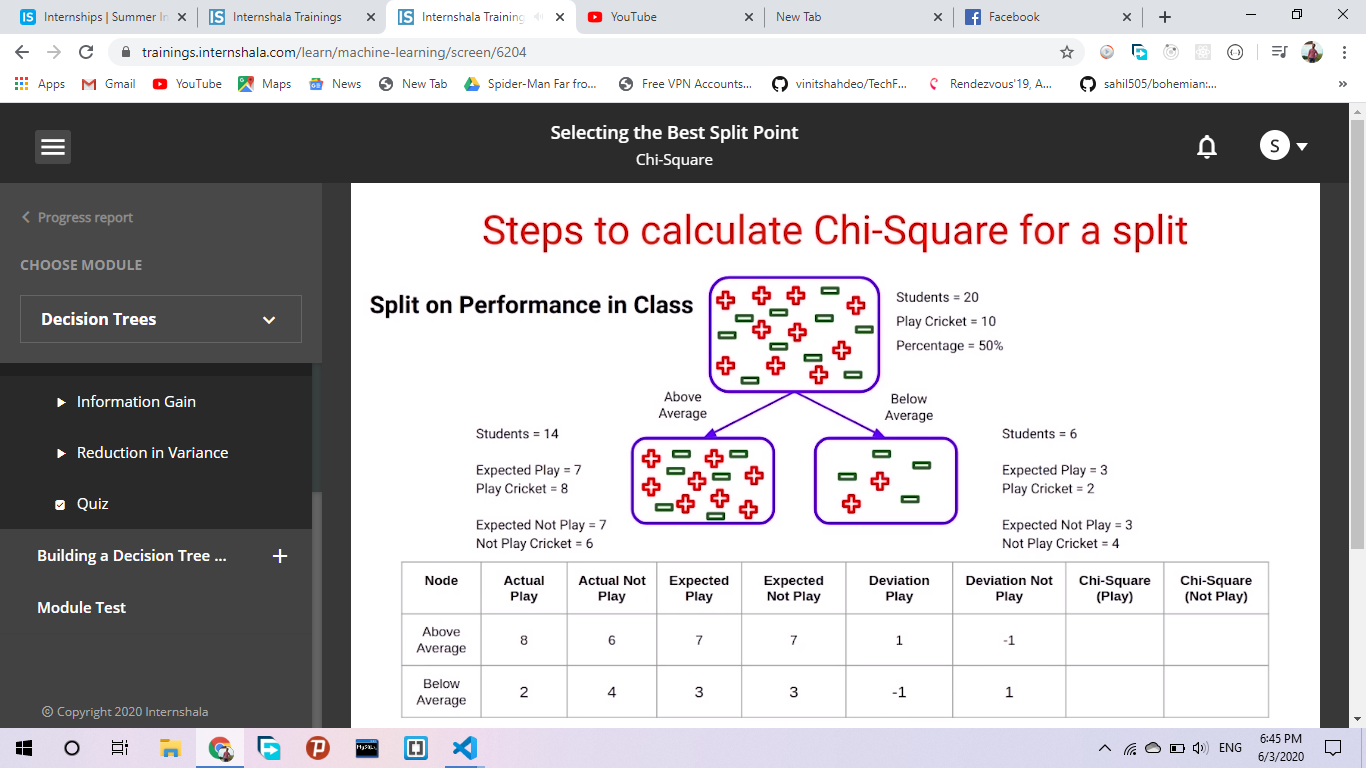 Internships | Summer In
Internshala Trainings
Internshala Training
YouTube
New Tab
Facebook
trainings.internshala.com/learn/machine-learning/screen/6204
Apps
Gmail
YouTube
Maps
News
New Tab
Spider-Man Far fro...
Free VPN Accounts...
vinitshahdeo/TechF...
Rendezvous'19, A...
sahil505/bohemian:...
»
Selecting the Best Split Point
Chi-Square
S
Progress report
CHOOSE MODULE
Decision Trees
Information Gain
Reduction in Variance
Quiz
Building a Decision Tree ...
Module Test
© Copyright 2020 Internshala
Steps to calculate Chi-Square for a split
Split on Performance in Class
Students = 20
Play Cricket = 10
Percentage = 50%
Above
Average
Below
Average
Students = 14
Expected Play = 7
Play Cricket = 8
Expected Not Play = 7
Not Play Cricket = 6
Students = 6
Expected Play = 3
Play Cricket = 2
Expected Not Play = 3
Not Play Cricket = 4
Node Actual Play Actual Not Play Expected Play Expected Not Play Deviation Play Deviation Not Play Chi-Square (Play) Chi-Square (Not Play)
Above Average 8 6 7 7 1 -1
Below Average 2 4 3 3 -1 1
ENG
6:45 PM
6/3/2020